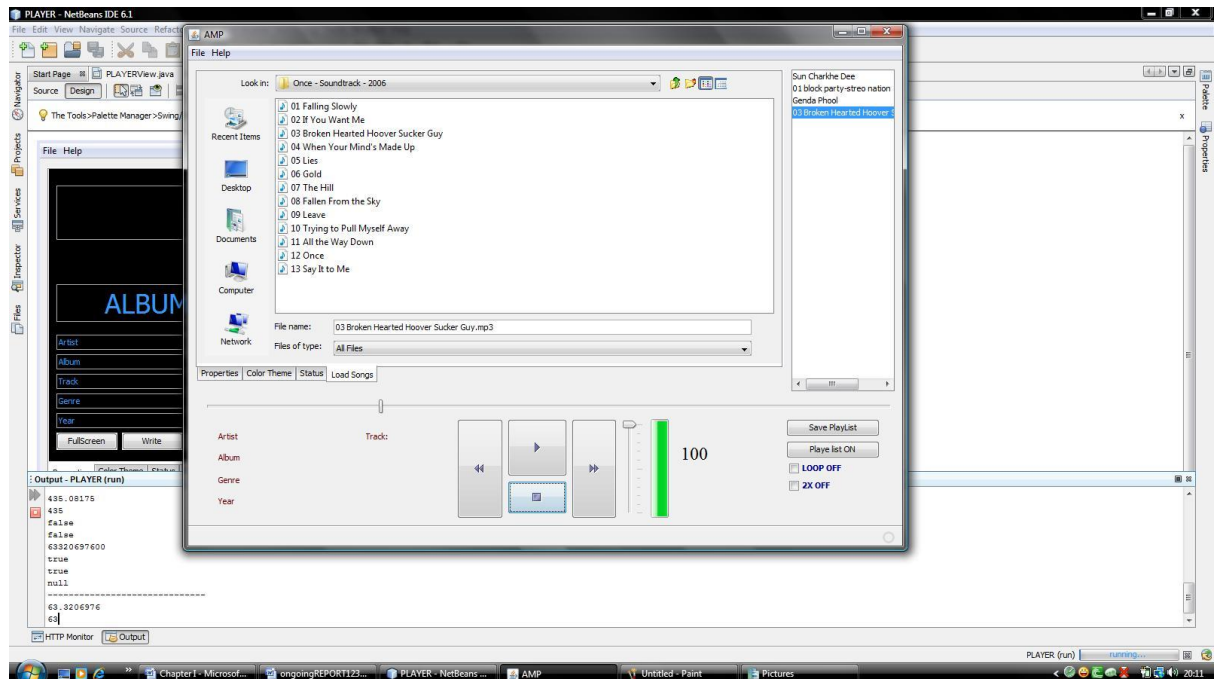 PLAYER - NetBeans IDE 6.1
File Edit View Navigate Source Refact
AMP
File Help
Start Page PLAYERView.java
Source Design
The Tools>Palette Manager>Swing/
File Help
ALBUM
Artist
Album
Track
Genre
Year
FullScreen Write
Color Theme Status
Navigator
Projects
Services
Inspector
Files
Look in: Once - Soundtrack - 2006
Recent Items
Desktop
Documents
Computer
Network
01 Falling Slowly
02 If You Want Me
03 Broken Hearted Hoover Sucker Guy
04 When Your Mind's Made Up
05 Lies
06 Gold
07 The Hill
08 Fallen From the Sky
09 Leave
10 Trying to Pull Myself Away
11 All the Way Down
12 Once
13 Say It to Me
File name: 03 Broken Hearted Hoover Sucker Guy.mp3
Files of type: All Files
Properties Color Theme Status Load Songs
Sun Charkhe Dee
01 block party-streo nation
Genda Phool
03 Broken Hearted Hoover S
Artist Track:
Album
Genre
Year
100
Save PlayList
Playe list ON
LOOP OFF
2X OFF
Palette
Properties
Output - PLAYER (run)
435.08175
435
false
false
63320697600
true
true
null
------------------------------
63.3206976
63
HTTP Monitor Output
PLAYER (run) running...
Chapter I - Microsof... ongoingREPORT123... PLAYER - NetBeans ... AMP Untitled - Paint Pictures 20:11